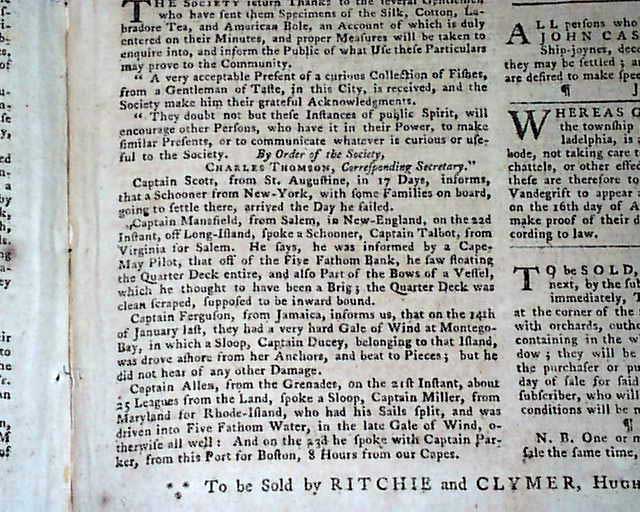 THE SOCIETY return Thanks to the several Gentlemen
who have sent them Specimens of the Silk, Cotton, La-
bradore Tea, and American Bole, an Account of which is duly
entered on their Minutes, and proper Measures will be taken to
enquire into, and inform the Public of what Use these Particulars
may prove to the Community.
“ A very acceptable Preſent of a curious Collection of Fiſhes,
from a Gentleman of Taſte, in this City, is received, and the
Society make him their grateful Acknowledgments.
“ They doubt not but theſe Inſtances of public Spirit, will
encourage other Perſons, who have it in their Power, to make
ſimilar Preſents, or to communicate whatever is curious or uſe-
ful to the Society. By Order of the Society,
CHARLES THOMSON, Correſponding Secretary.”
Captain Scott, from St. Auguſtine, in 17 Days, informs,
that a Schooner from New-York, with ſome Families on board,
going to ſettle there, arrived the Day he ſailed.
Captain Mansfield, from Salem, in New-England, on the 22d
Inſtant, off Long-Iſland, ſpoke a Schooner, Captain Talbot, from
Virginia for Salem. He ſays, he was informed by a Cape-
May Pilot, that off of the Five Fathom Bank, he ſaw floating
the Quarter Deck entire, and alſo Part of the Bows of a Veſſel,
which he thought to have been a Brig; the Quarter Deck was
clean ſcraped, ſuppoſed to be inward bound.
Captain Ferguſon, from Jamaica, informs us, that on the 14th
of January laſt, they had a very hard Gale of Wind at Montego-
Bay, in which a Sloop, Captain Ducey, belonging to that Iſland,
was drove aſhore from her Anchors, and beat to Pieces; but he
did not hear of any other Damage.
Captain Allen, from the Grenades, on the 21ſt Inſtant, about
25 Leagues from the Land, ſpoke a Sloop, Captain Miller, from
Maryland for Rhode-Iſland, who had his Sails ſplit, and was
driven into Five Fathom Water, in the late Gale of Wind, o-
therwiſe all well: And on the 23d he ſpoke with Captain Par-
ker, from this Port for Boſton, 8 Hours from our Capes.
To be Sold by RITCHIE and CLYMER, HUGH
ALL perſons who
JOHN CAS
Ship-joyner, dece
they may be ſettled; a
are deſired to make ſpee
¶ J
WHEREAS G
the townſhip
ladelphia, is a
bode, not taking care t
chattels, or other effec
theſe are therefore to
Vandegrift to appear
On the 16th day of A
make proof of their d
cording to law.
TO be SOLD,
next, by the ſub
immediately,
at the corner of the
with orchards, outh
containing in the w
dow; they will be
the purchaſer or pu
day of ſale for ſaid
ſubſcriber, who will
conditions will be
¶
N. B. One or m
ſale the ſame time,